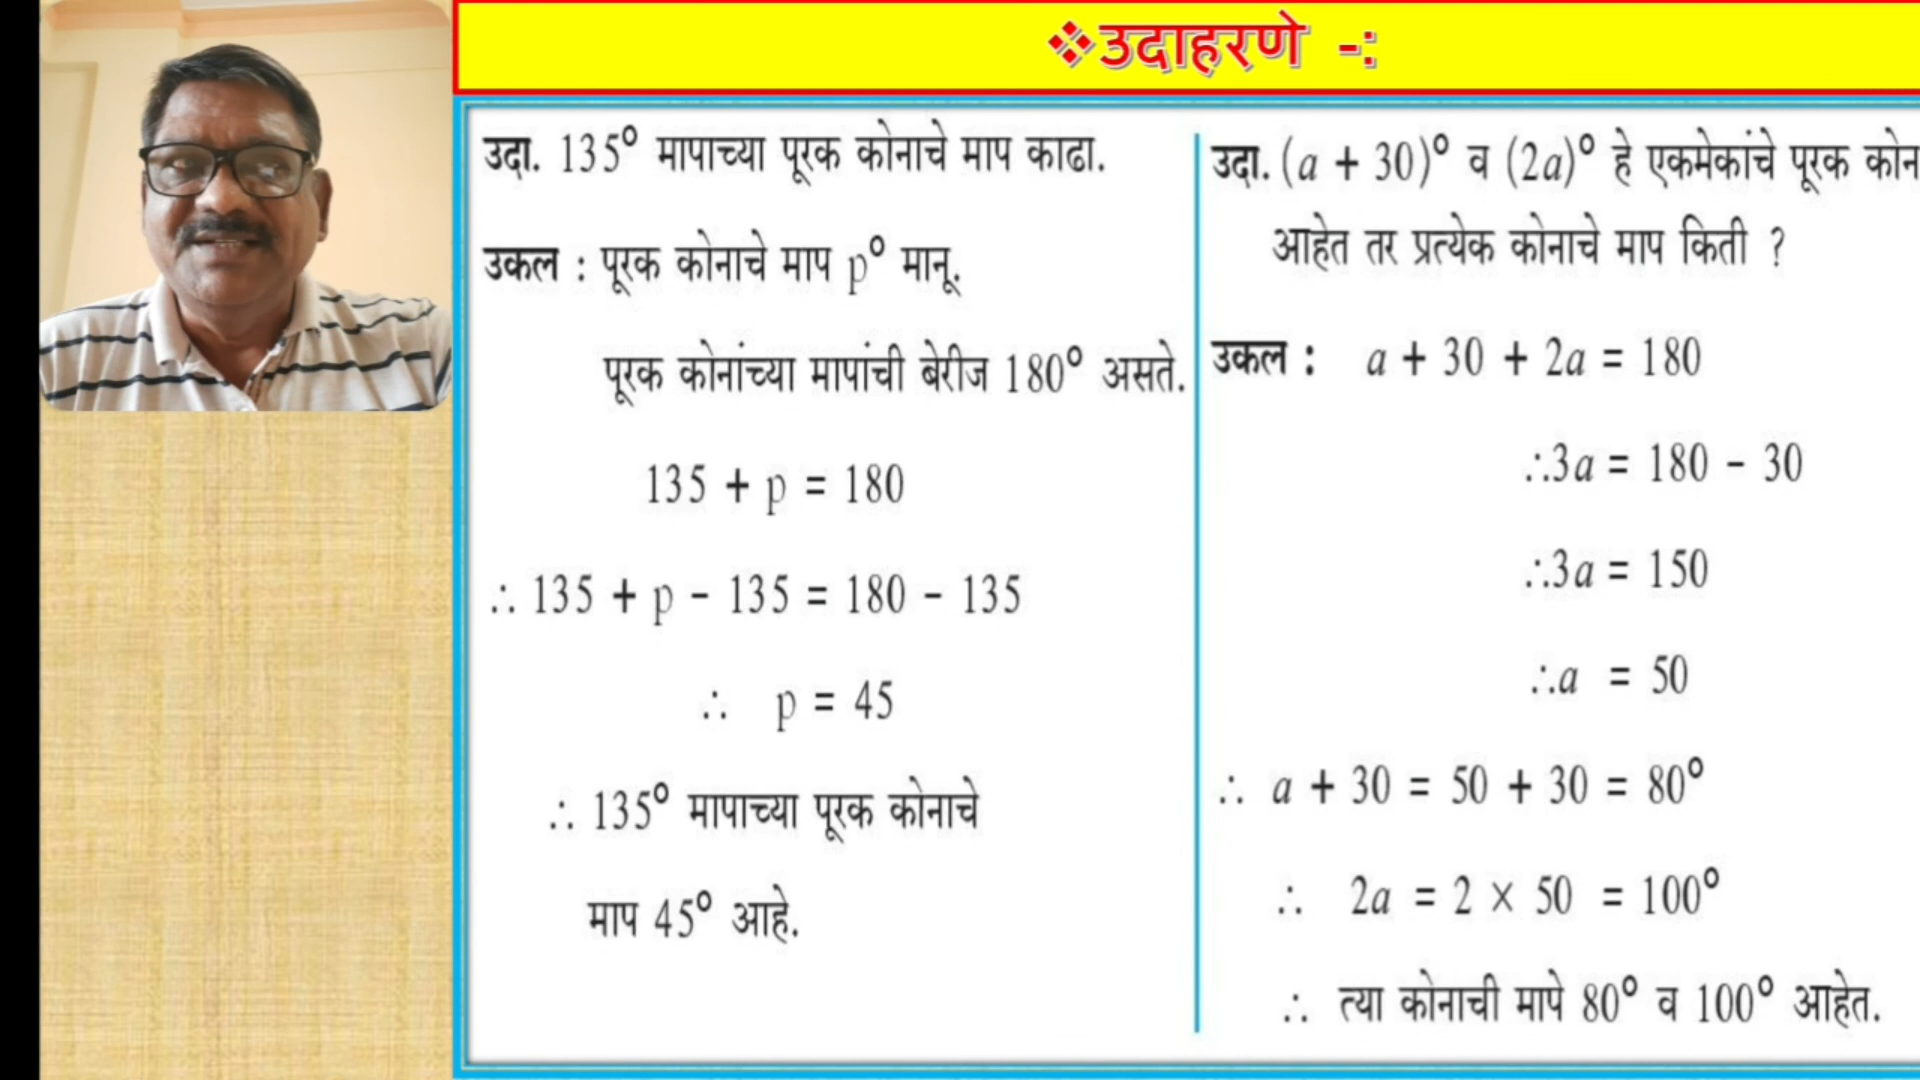 ❖उदाहरणे -:
उदा. 135° मापाच्या पूरक कोनाचे माप काढा.
उकल : पूरक कोनाचे माप p° मानू.
पूरक कोनांच्या मापांची बेरीज 180° असते.
135 + p = 180
∴ 135 + p - 135 = 180 - 135
∴ p = 45
∴ 135° मापाच्या पूरक कोनाचे
माप 45° आहे.
उदा. (a + 30)° व (2a)° हे एकमेकांचे पूरक कोन
आहेत तर प्रत्येक कोनाचे माप किती ?
उकल : a + 30 + 2a = 180
∴3a = 180 - 30
∴3a = 150
∴a = 50
∴ a + 30 = 50 + 30 = 80°
∴ 2a = 2 × 50 = 100°
∴ त्या कोनाची मापे 80° व 100° आहेत.